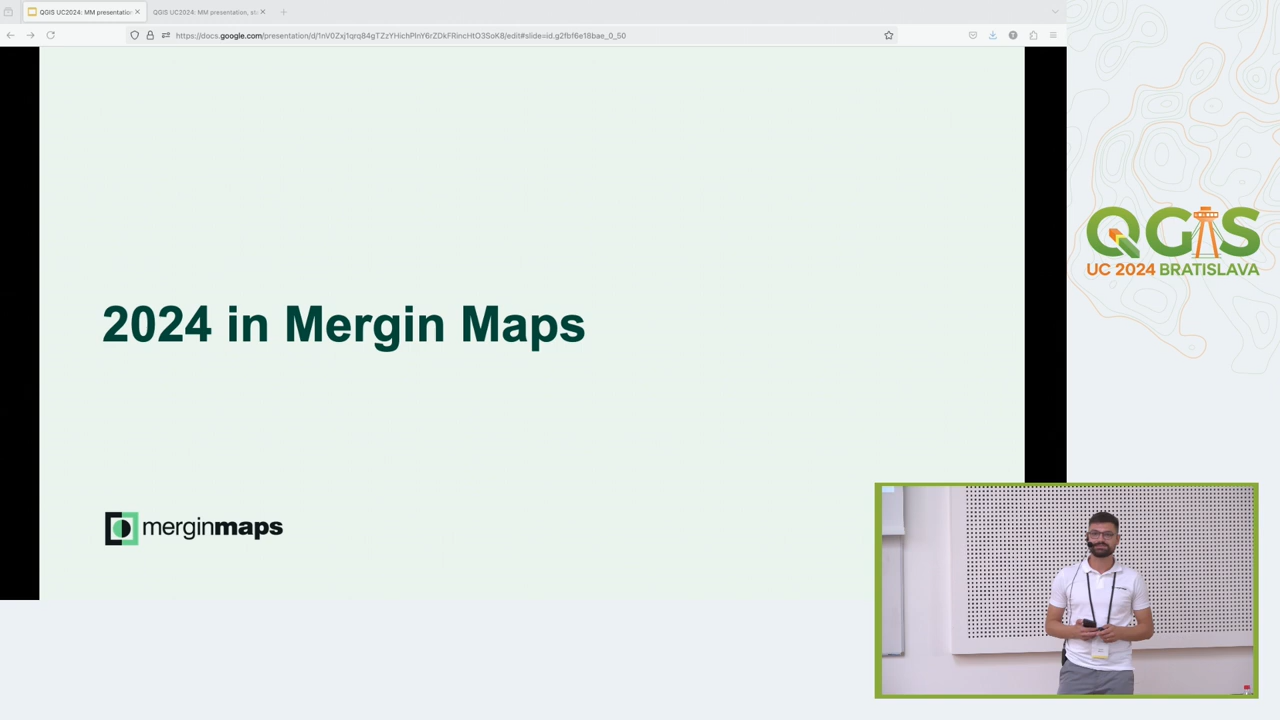 QGIS UC2024: MM presentation
QGIS UC2024: MM presentation, st
https://docs.google.com/presentation/d/1nV0Zxj1qrq84gTZzYHichPlnY6rZDkFRincHtO3SoK8/edit#slide=id.g2fbf6e18bae_0_50
2024 in Mergin Maps
merginmaps
QGIS
UC 2024 BRATISLAVA